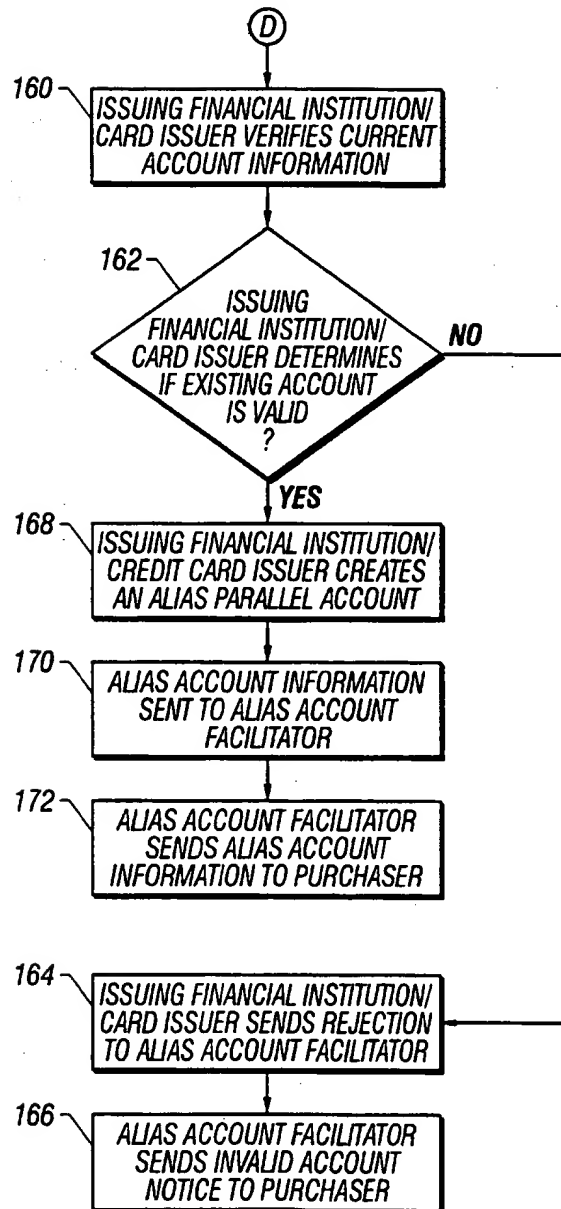 D
160
ISSUING FINANCIAL INSTITUTION/
CARD ISSUER VERIFIES CURRENT
ACCOUNT INFORMATION
162
ISSUING
FINANCIAL INSTITUTION/
CARD ISSUER DETERMINES
IF EXISTING ACCOUNT
IS VALID
?
NO
YES
168
ISSUING FINANCIAL INSTITUTION/
CREDIT CARD ISSUER CREATES
AN ALIAS PARALLEL ACCOUNT
170
ALIAS ACCOUNT INFORMATION
SENT TO ALIAS ACCOUNT
FACILITATOR
172
ALIAS ACCOUNT FACILITATOR
SENDS ALIAS ACCOUNT
INFORMATION TO PURCHASER
164
ISSUING FINANCIAL INSTITUTION/
CARD ISSUER SENDS REJECTION
TO ALIAS ACCOUNT FACILITATOR
166
ALIAS ACCOUNT FACILITATOR
SENDS INVALID ACCOUNT
NOTICE TO PURCHASER